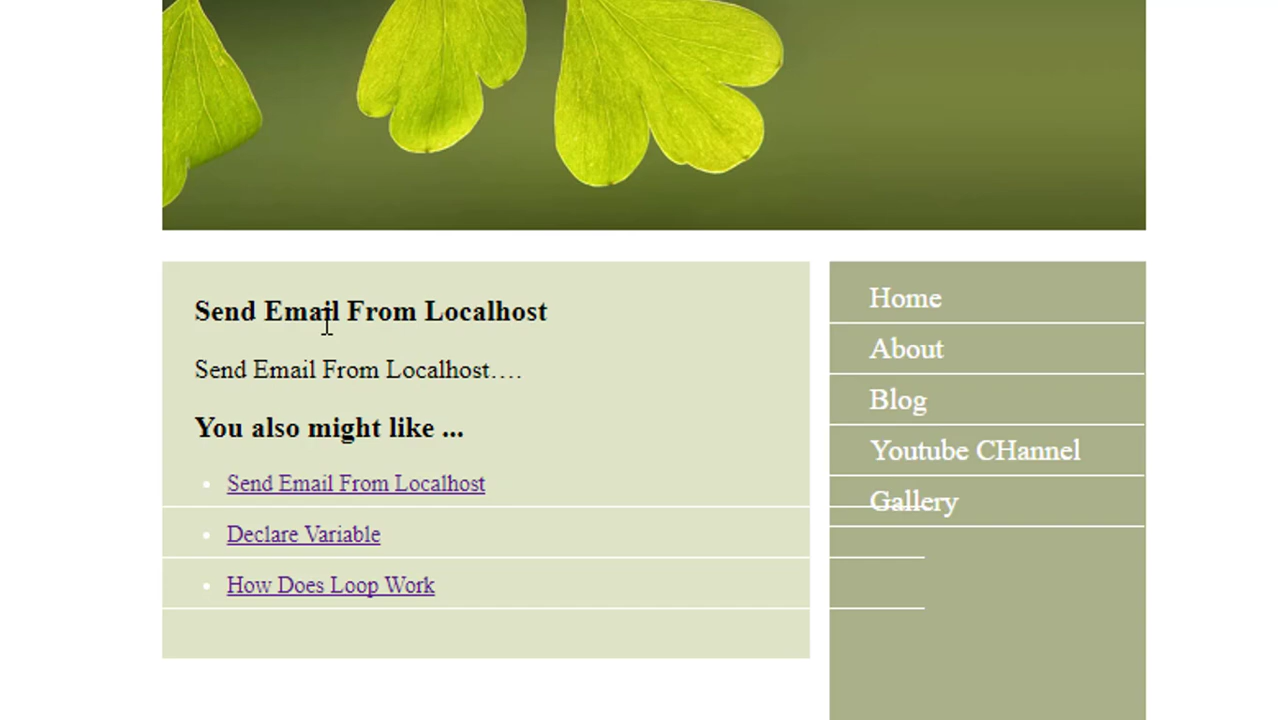 Send Email From Localhost
Send Email From Localhost….
You also might like ...
Send Email From Localhost
Declare Variable
How Does Loop Work
Home
About
Blog
Youtube CHannel
Gallery